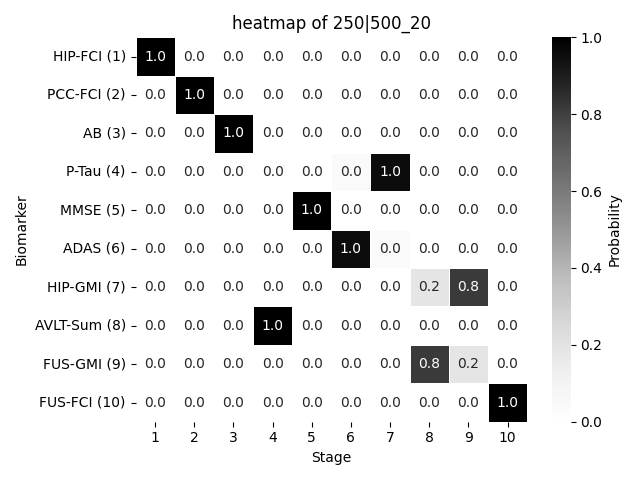 heatmap of 250|500_20
HIP-FCI (1) 1.0 0.0 0.0 0.0 0.0 0.0 0.0 0.0 0.0 0.0
PCC-FCI (2) 0.0 1.0 0.0 0.0 0.0 0.0 0.0 0.0 0.0 0.0
AB (3) 0.0 0.0 1.0 0.0 0.0 0.0 0.0 0.0 0.0 0.0
P-Tau (4) 0.0 0.0 0.0 0.0 0.0 0.0 1.0 0.0 0.0 0.0
MMSE (5) 0.0 0.0 0.0 0.0 1.0 0.0 0.0 0.0 0.0 0.0
ADAS (6) 0.0 0.0 0.0 0.0 0.0 1.0 0.0 0.0 0.0 0.0
HIP-GMI (7) 0.0 0.0 0.0 0.0 0.0 0.0 0.0 0.2 0.8 0.0
AVLT-Sum (8) 0.0 0.0 0.0 1.0 0.0 0.0 0.0 0.0 0.0 0.0
FUS-GMI (9) 0.0 0.0 0.0 0.0 0.0 0.0 0.0 0.8 0.2 0.0
FUS-FCI (10) 0.0 0.0 0.0 0.0 0.0 0.0 0.0 0.0 0.0 1.0
1 2 3 4 5 6 7 8 9 10
Stage
Biomarker
1.0
0.8
0.6
0.4
0.2
0.0
Probability